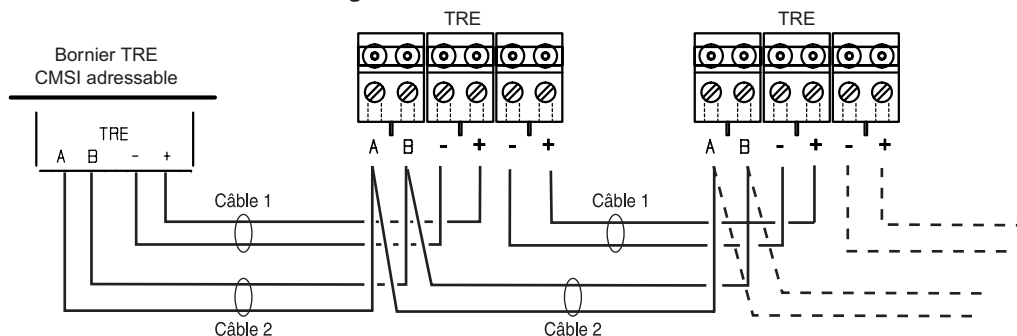 TRE
TRE
Bornier TRE
CMSI adressable
TRE
A B - +
A B - + - +
A B - + - +
Câble 1
Câble 1
Câble 2
Câble 2